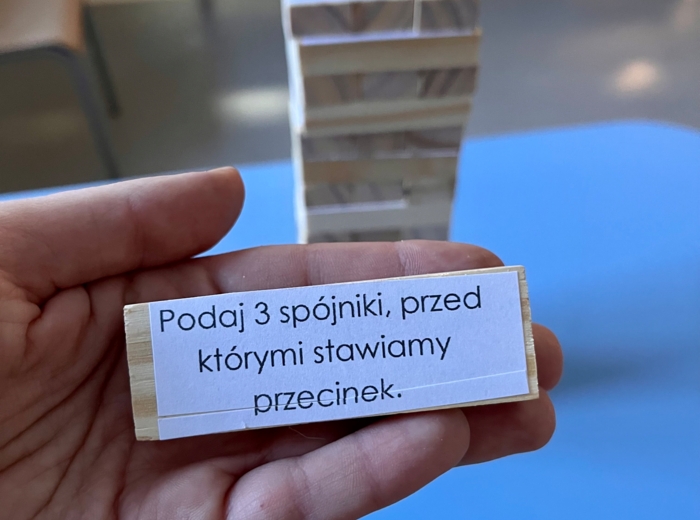 Podaj 3 spójniki, przed
którymi stawiamy
przecinek.